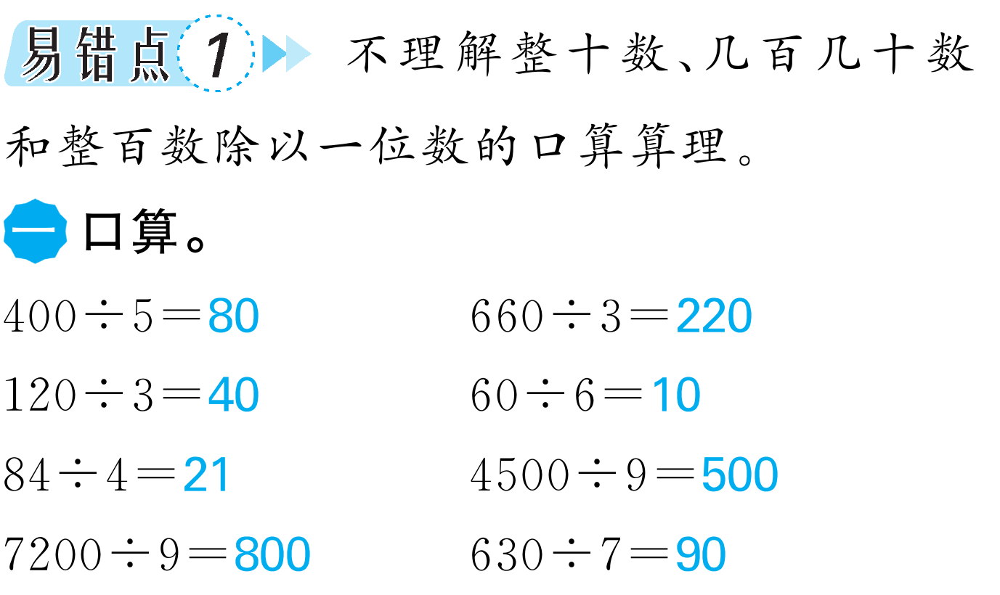 易错点 1 不理解整十数、几百几十数
和整百数除以一位数的口算算理。
一 口算。
400÷5=80 660÷3=220
120÷3=40 60÷6=10
84÷4=21 4500÷9=500
7200÷9=800 630÷7=90